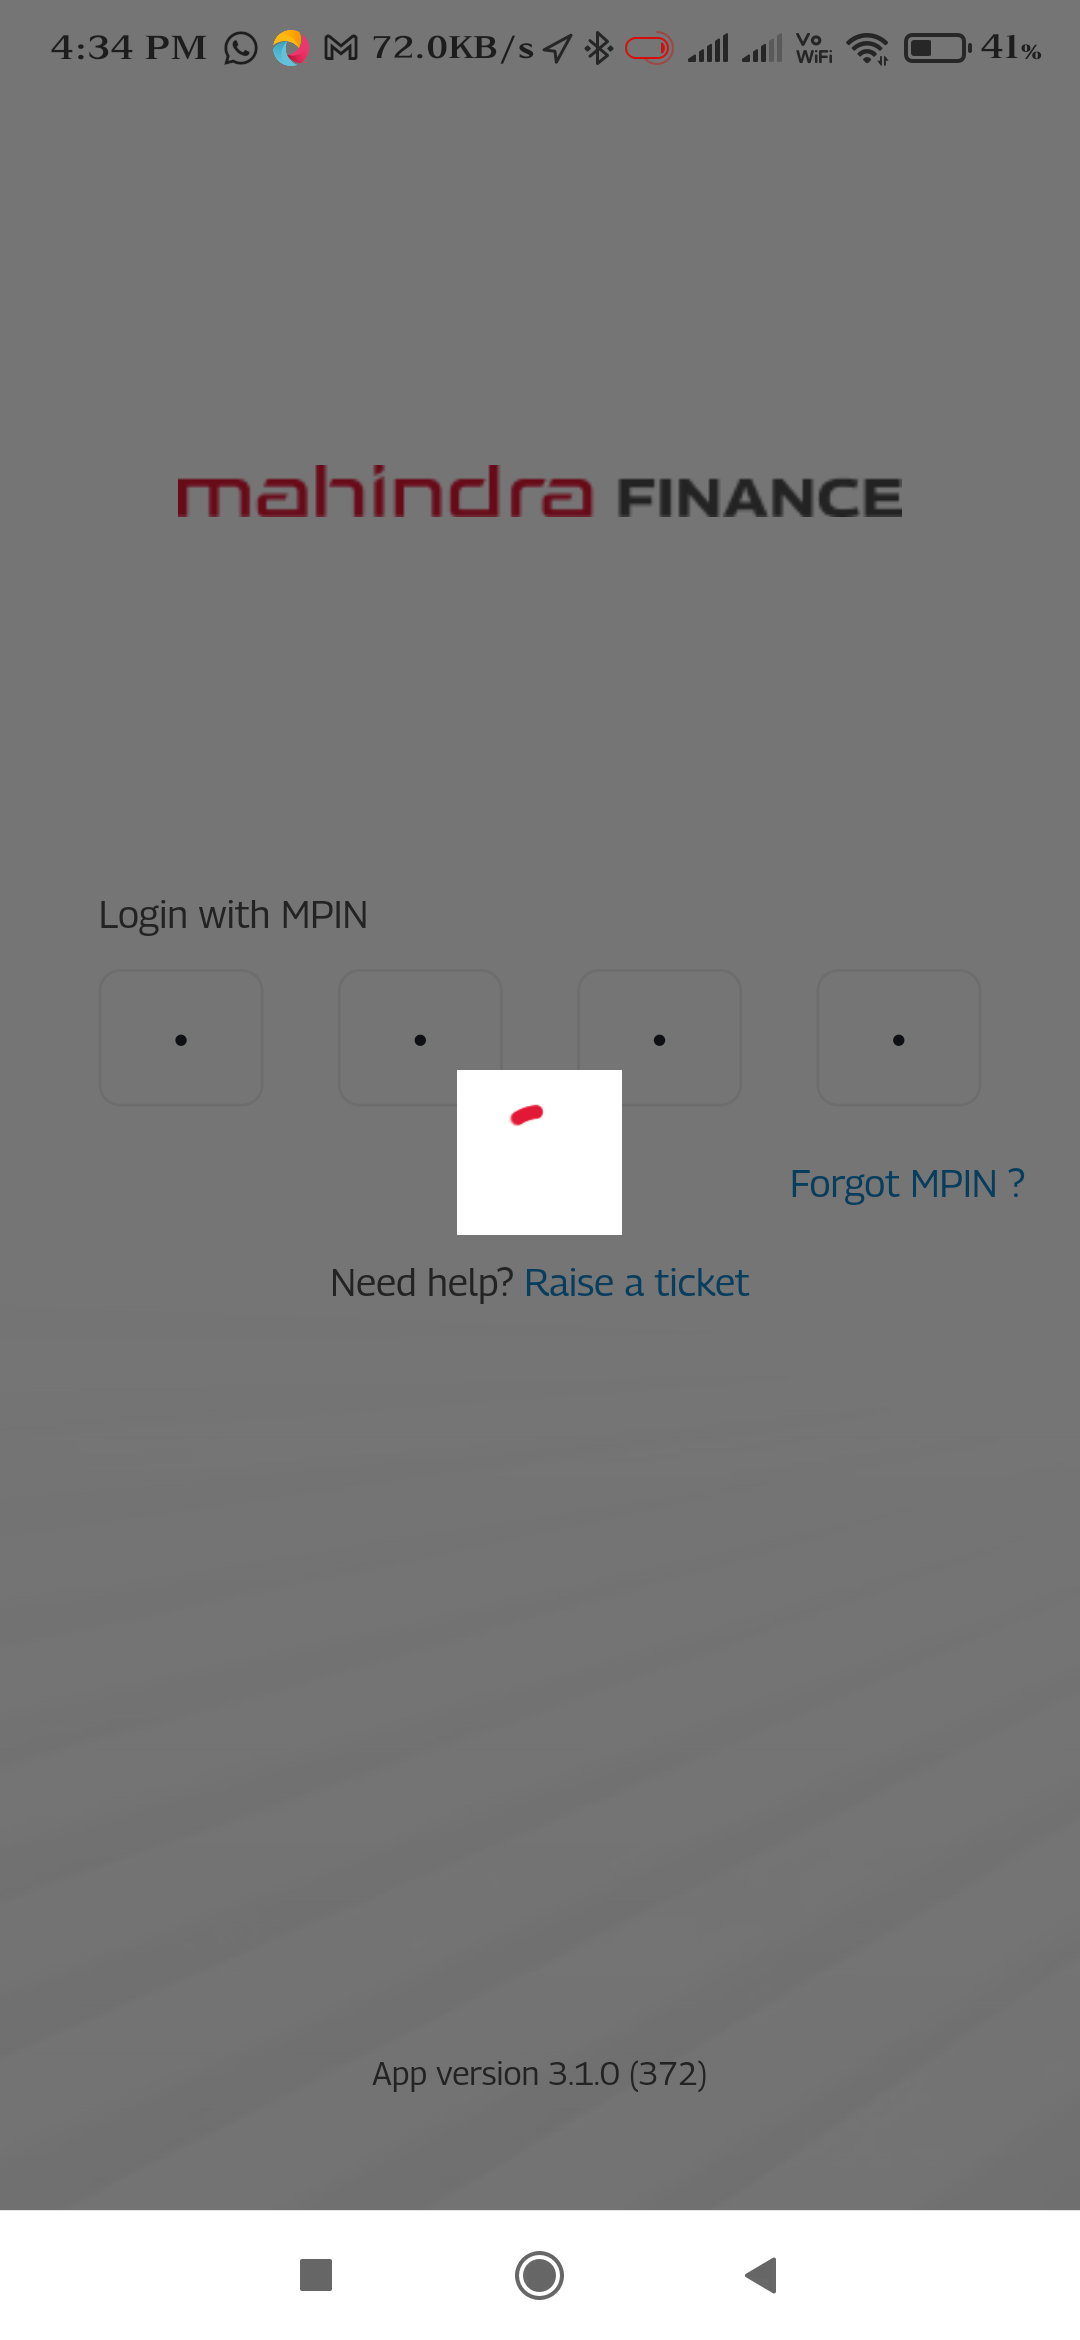 4:34 PM 72.0KB/s Vo WiFi 41%
mahindra FINANCE
Login with MPIN
Forgot MPIN ?
Need help? Raise a ticket
App version 3.1.0 (372)